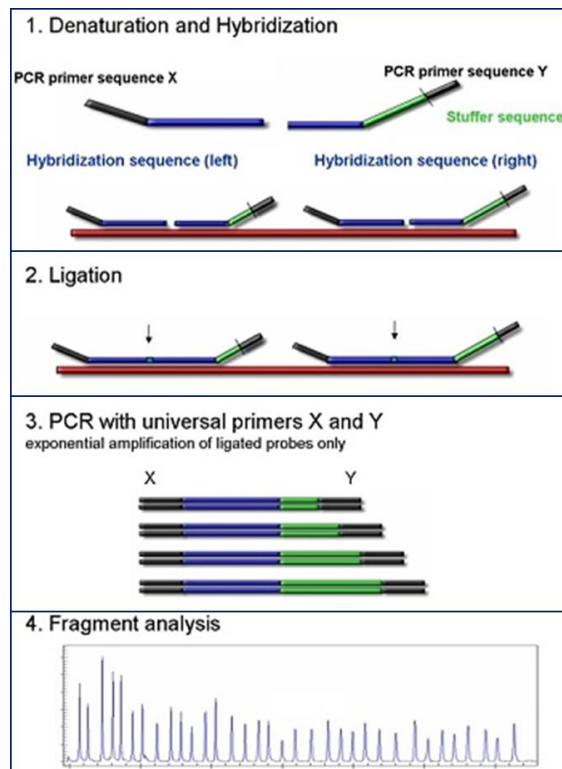 1. Denaturation and Hybridization
PCR primer sequence X
PCR primer sequence Y
Stuffer sequence
Hybridization sequence (left)
Hybridization sequence (right)
2. Ligation
3. PCR with universal primers X and Y
exponential amplification of ligated probes only
X
Y
4. Fragment analysis